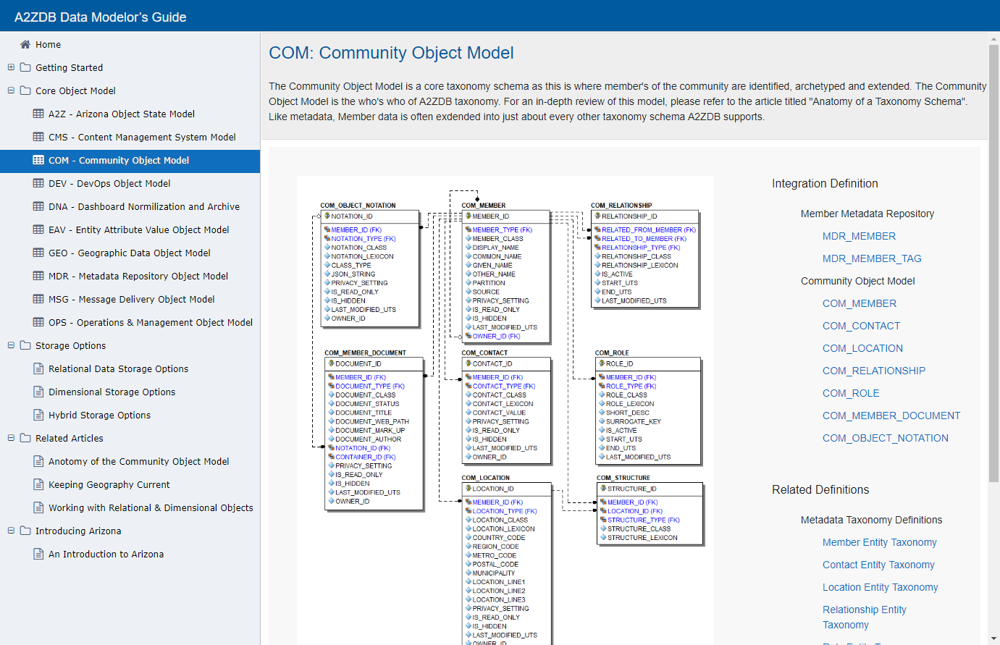 A2ZDB Data Modelor's Guide
Home
Getting Started
Core Object Model
A2Z - Arizona Object State Model
CMS - Content Management System Model
COM - Community Object Model
DEV - DevOps Object Model
DNA - Dashboard Normilization and Archive
EAV - Entity Attribute Value Object Model
GEO - Geographic Data Object Model
MDR - Metadata Repository Object Model
MSG - Message Delivery Object Model
OPS - Operations & Management Object Model
Storage Options
Relational Data Storage Options
Dimensional Storage Options
Hybrid Storage Options
Related Articles
Anotomy of the Community Object Model
Keeping Geography Current
Working with Relational & Dimensional Objects
Introducing Arizona
An Introduction to Arizona
COM: Community Object Model
The Community Object Model is a core taxonomy schema as this is where member's of the community are identified, archetyped and extended. The Community
Object Model is the who's who of A2ZDB taxonomy. For an in-depth review of this model, please refer to the article titled "Anatomy of a Taxonomy Schema".
Like metadata, Member data is often exdended into just about every other taxonomy schema A2ZDB supports.
COM_OBJECT_NOTATION
NOTATION_ID
MEMBER_ID (FK)
NOTATION_TYPE (FK)
NOTATION_CLASS
NOTATION_LEXICON
CLASS_TYPE
JSON_STRING
PRIVACY_SETTING
IS_READ_ONLY
IS_HIDDEN
LAST_MODIFIED_UTS
OWNER_ID
COM_MEMBER
MEMBER_ID
MEMBER_TYPE (FK)
MEMBER_CLASS
DISPLAY_NAME
COMMON_NAME
GIVEN_NAME
OTHER_NAME
PARTITION
SOURCE
PRIVACY_SETTING
IS_READ_ONLY
IS_HIDDEN
LAST_MODIFIED_UTS
OWNER_ID (FK)
COM_RELATIONSHIP
RELATIONSHIP_ID
RELATED_FROM_MEMBER (FK)
RELATED_TO_MEMBER (FK)
RELATIONSHIP_TYPE (FK)
RELATIONSHIP_CLASS
RELATIONSHIP_LEXICON
IS_ACTIVE
START_UTS
END_UTS
LAST_MODIFIED_UTS
COM_MEMBER_DOCUMENT
DOCUMENT_ID
MEMBER_ID (FK)
DOCUMENT_TYPE (FK)
DOCUMENT_CLASS
DOCUMENT_STATUS
DOCUMENT_TITLE
DOCUMENT_WEB_PATH
DOCUMENT_MARK_UP
DOCUMENT_AUTHOR
NOTATION_ID (FK)
CONTAINER_ID (FK)
PRIVACY_SETTING
IS_READ_ONLY
IS_HIDDEN
LAST_MODIFIED_UTS
OWNER_ID
COM_CONTACT
CONTACT_ID
MEMBER_ID (FK)
CONTACT_TYPE (FK)
CONTACT_CLASS
CONTACT_LEXICON
CONTACT_VALUE
PRIVACY_SETTING
IS_READ_ONLY
IS_HIDDEN
LAST_MODIFIED_UTS
OWNER_ID
COM_ROLE
ROLE_ID
MEMBER_ID (FK)
ROLE_TYPE (FK)
ROLE_CLASS
ROLE_LEXICON
SHORT_DESC
SURROGATE_KEY
IS_ACTIVE
START_UTS
END_UTS
LAST_MODIFIED_UTS
COM_LOCATION
LOCATION_ID
MEMBER_ID (FK)
LOCATION_TYPE (FK)
LOCATION_CLASS
LOCATION_LEXICON
COUNTRY_CODE
REGION_CODE
METRO_CODE
POSTAL_CODE
MUNICIPALITY
LOCATION_LINE1
LOCATION_LINE2
LOCATION_LINE3
PRIVACY_SETTING
IS_READ_ONLY
IS_HIDDEN
LAST_MODIFIED_UTS
OWNER_ID
COM_STRUCTURE
STRUCTURE_ID
MEMBER_ID (FK)
LOCATION_ID (FK)
STRUCTURE_TYPE (FK)
STRUCTURE_CLASS
STRUCTURE_LEXICON
Integration Definition
Member Metadata Repository
MDR_MEMBER
MDR_MEMBER_TAG
Community Object Model
COM_MEMBER
COM_CONTACT
COM_LOCATION
COM_RELATIONSHIP
COM_ROLE
COM_MEMBER_DOCUMENT
COM_OBJECT_NOTATION
Related Definitions
Metadata Taxonomy Definitions
Member Entity Taxonomy
Contact Entity Taxonomy
Location Entity Taxonomy
Relationship Entity
Taxonomy